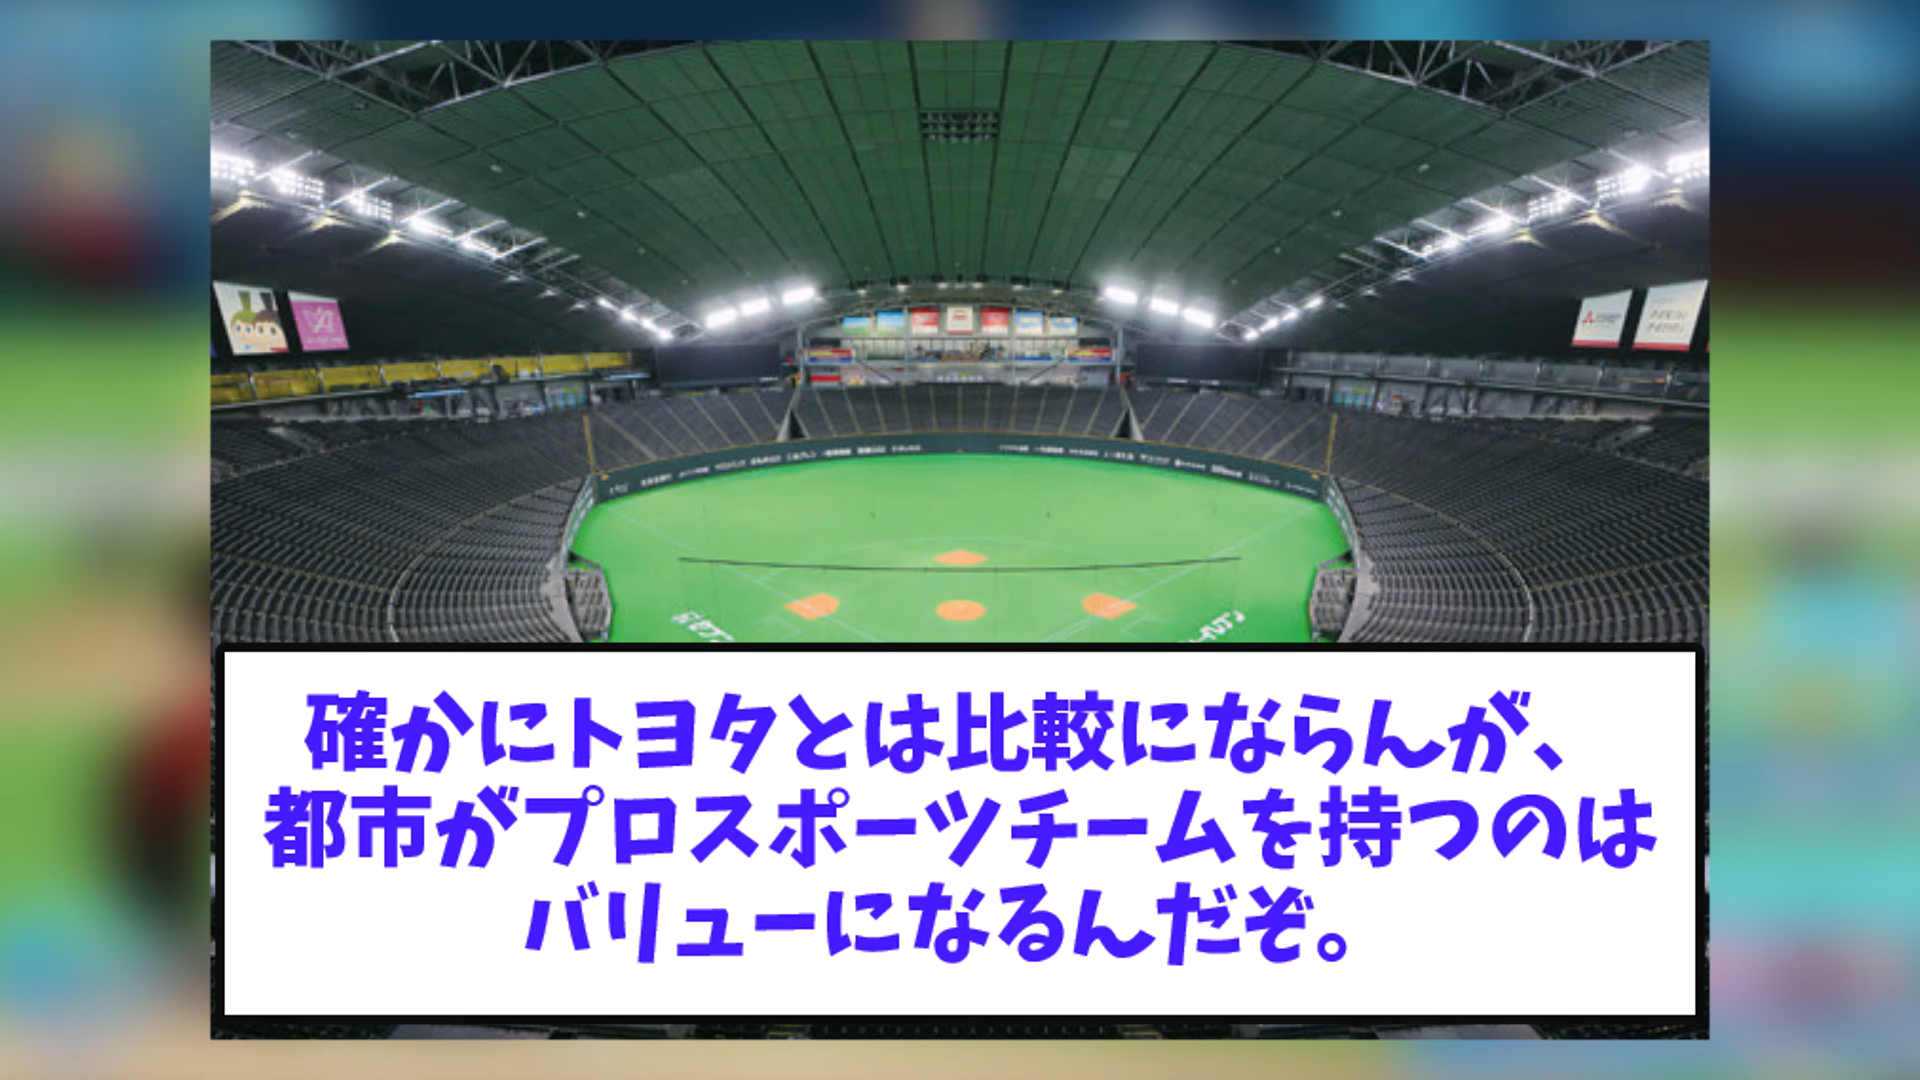 確かにトヨタとは比較にならんが、
都市がプロスポーツチームを持つのは
バリューになるんだぞ。